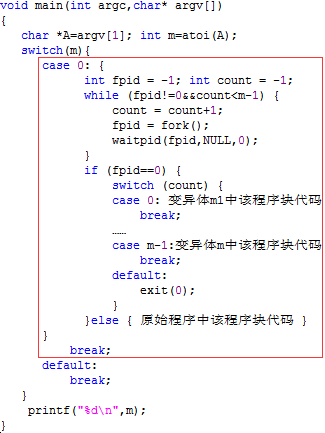 void main(int argc,char* argv[])
{
char *A=argv[1]; int m=atoi(A);
switch(m){
case 0: {
int fpid = -1; int count = -1;
while (fpid!=0&&count<m-1) {
count = count+1;
fpid = fork();
waitpid(fpid,NULL,0);
}
if (fpid==0) {
switch (count) {
case 0: 变异体m1中该程序块代码
break;
……
case m-1:变异体m中该程序块代码
break;
default:
exit(0);
}
}else { 原始程序中该程序块代码 }
}
break;
default:
break;
}
printf("%d\n",m);
}